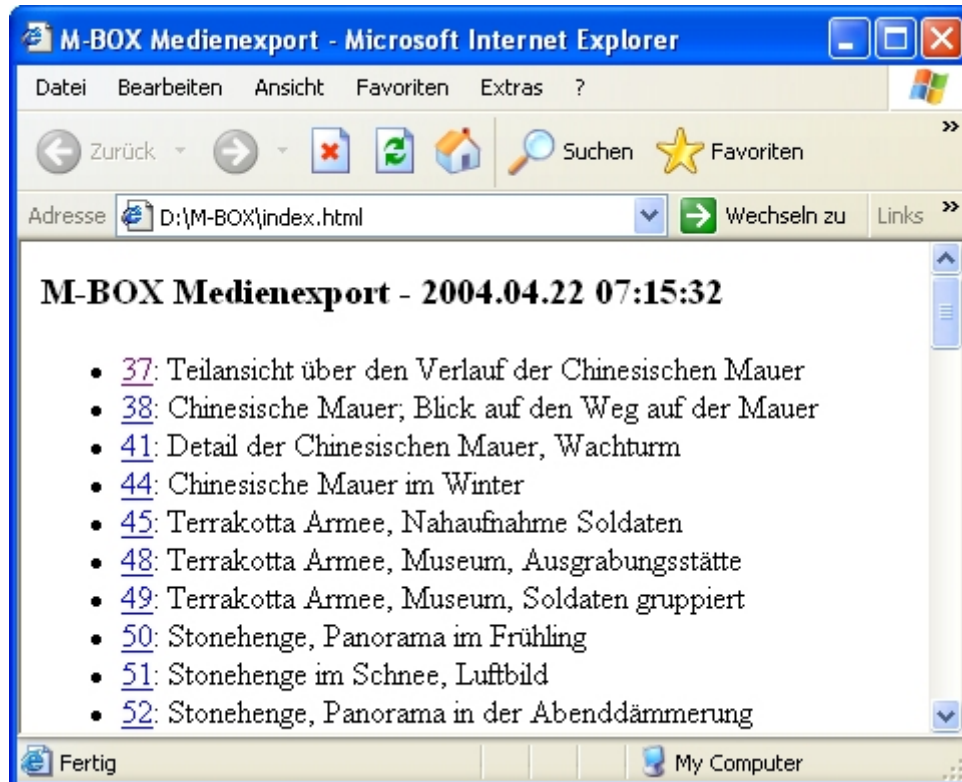 M-BOX Medienexport - Microsoft Internet Explorer
Datei Bearbeiten Ansicht Favoriten Extras ?
Zurück Suchen Favoriten »
Adresse D:\M-BOX\index.html Wechseln zu Links »
M-BOX Medienexport - 2004.04.22 07:15:32
• 37: Teilansicht über den Verlauf der Chinesischen Mauer
• 38: Chinesische Mauer; Blick auf den Weg auf der Mauer
• 41: Detail der Chinesischen Mauer, Wachturm
• 44: Chinesische Mauer im Winter
• 45: Terrakotta Armee, Nahaufnahme Soldaten
• 48: Terrakotta Armee, Museum, Ausgrabungsstätte
• 49: Terrakotta Armee, Museum, Soldaten gruppiert
• 50: Stonehenge, Panorama im Frühling
• 51: Stonehenge im Schnee, Luftbild
• 52: Stonehenge, Panorama in der Abenddämmerung
Fertig My Computer